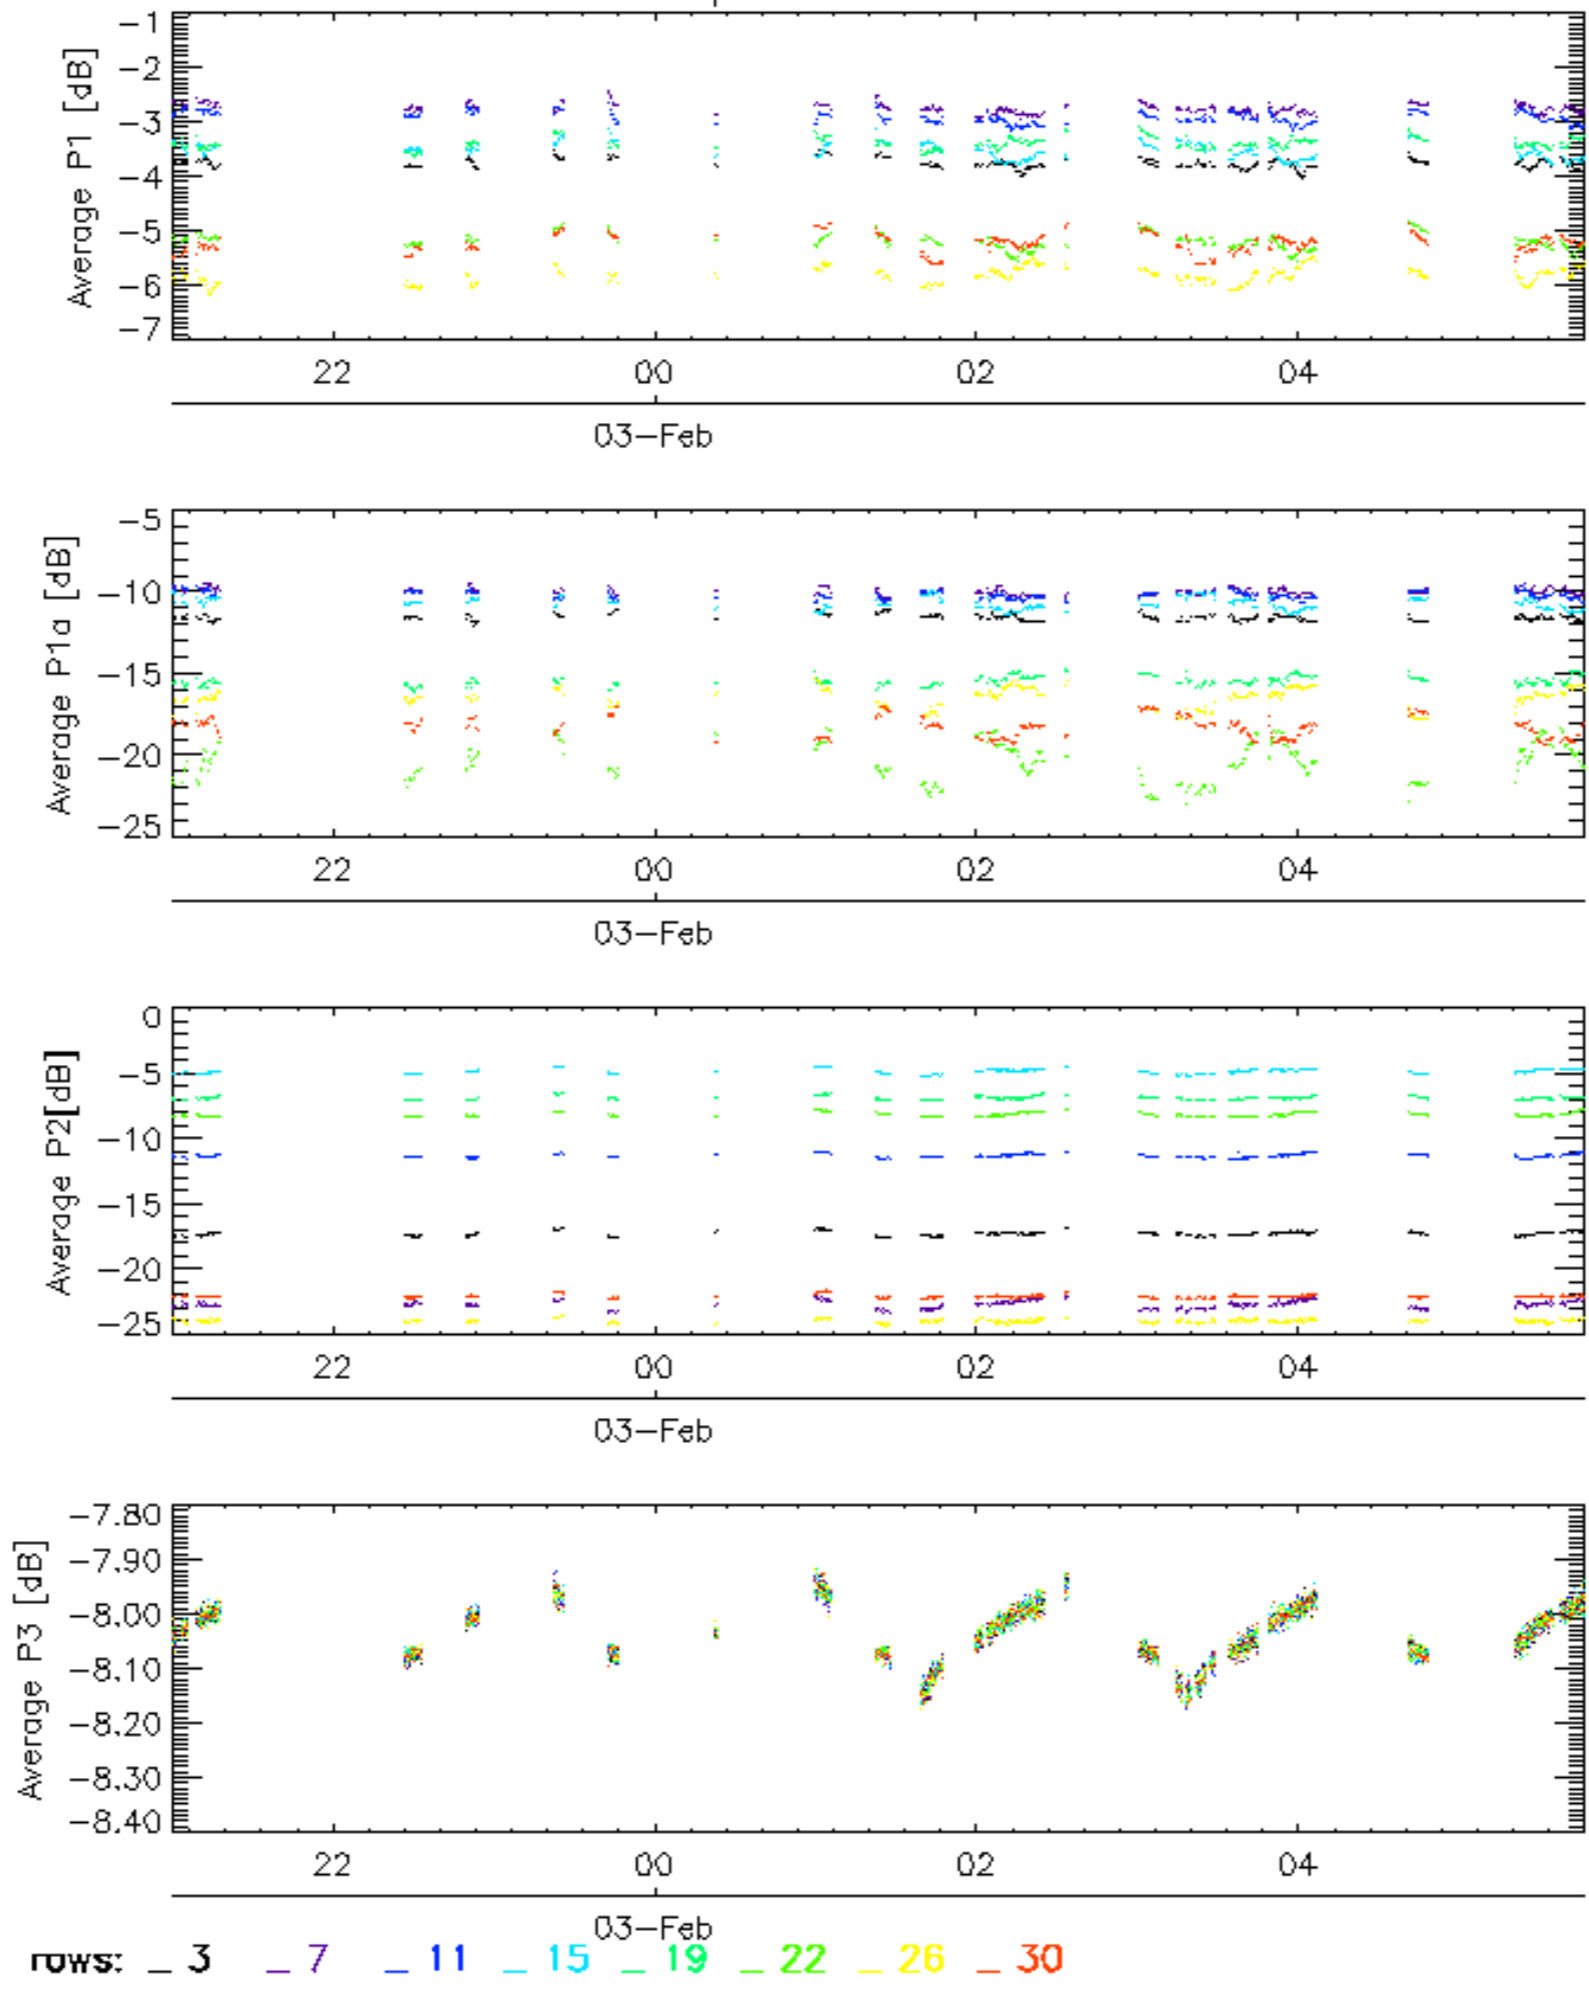 Average P1 [dB]
-1
-2
-3
-4
-5
-6
-7
22 00 02 04
03-Feb
Average P1a [dB]
-5
-10
-15
-20
-25
22 00 02 04
03-Feb
Average P2[dB]
0
-5
-10
-15
-20
-25
22 00 02 04
03-Feb
Average P3 [dB]
-7.80
-7.90
-8.00
-8.10
-8.20
-8.30
-8.40
22 00 02 04
03-Feb
rows: _ 3 _ 7 _ 11 _ 15 _ 19 _ 22 _ 26 _ 30